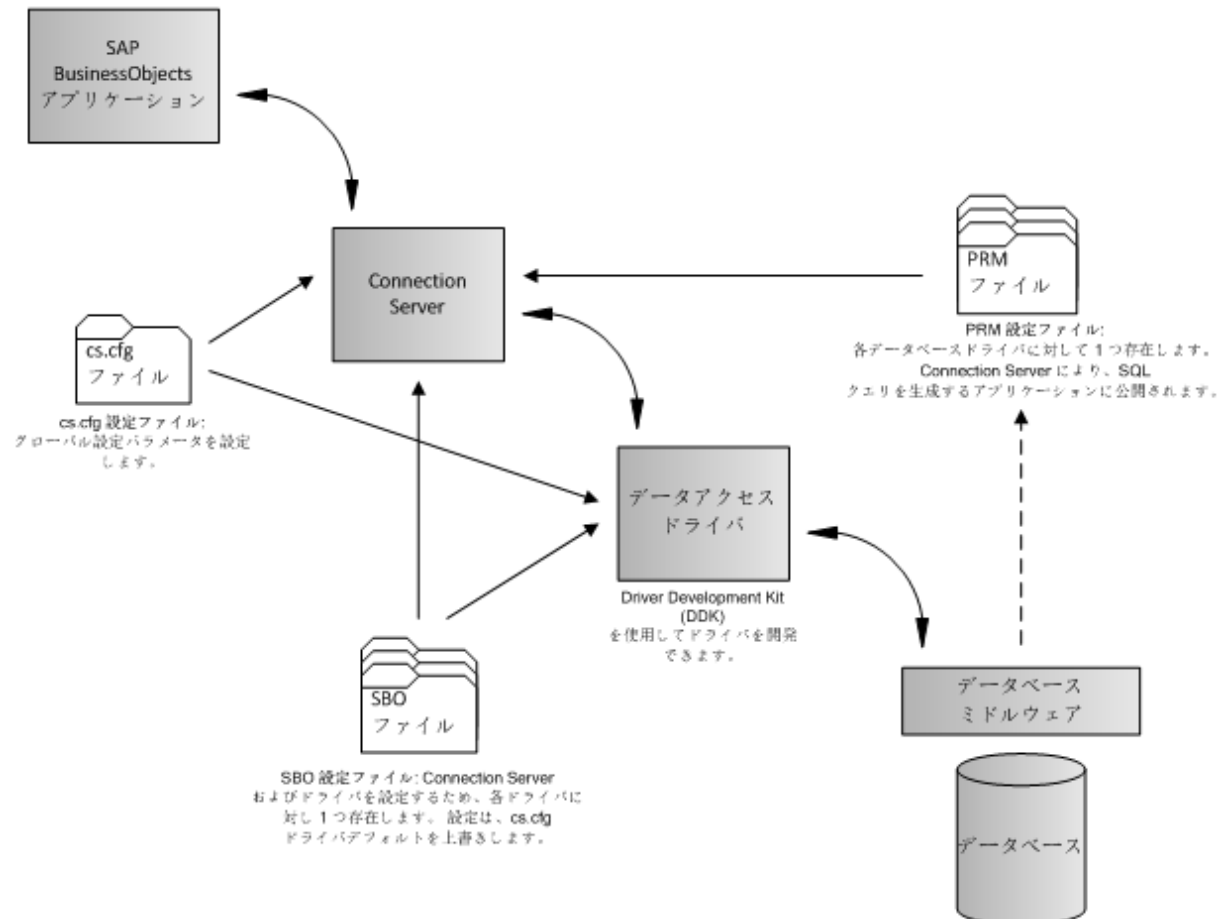 SAP
BusinessObjects
アプリケーション
Connection
Server
PRM
ファイル
PRM 設定ファイル:
各データベースドライバに対して 1 つ存在します。
Connection Server により、SQL
クエリを生成するアプリケーションに公開されます。
cs.cfg
ファイル
cs.cfg 設定ファイル:
グローバル設定パラメータを設定
します。
データアクセス
ドライバ
Driver Development Kit
(DDK)
を使用してドライバを開発
できます。
SBO
ファイル
SBO 設定ファイル: Connection Server
およびドライバを設定するため、各ドライバに
対し 1 つ存在します。 設定は、cs.cfg
ドライバデフォルトを上書きします。
データベース
ミドルウェア
データベース